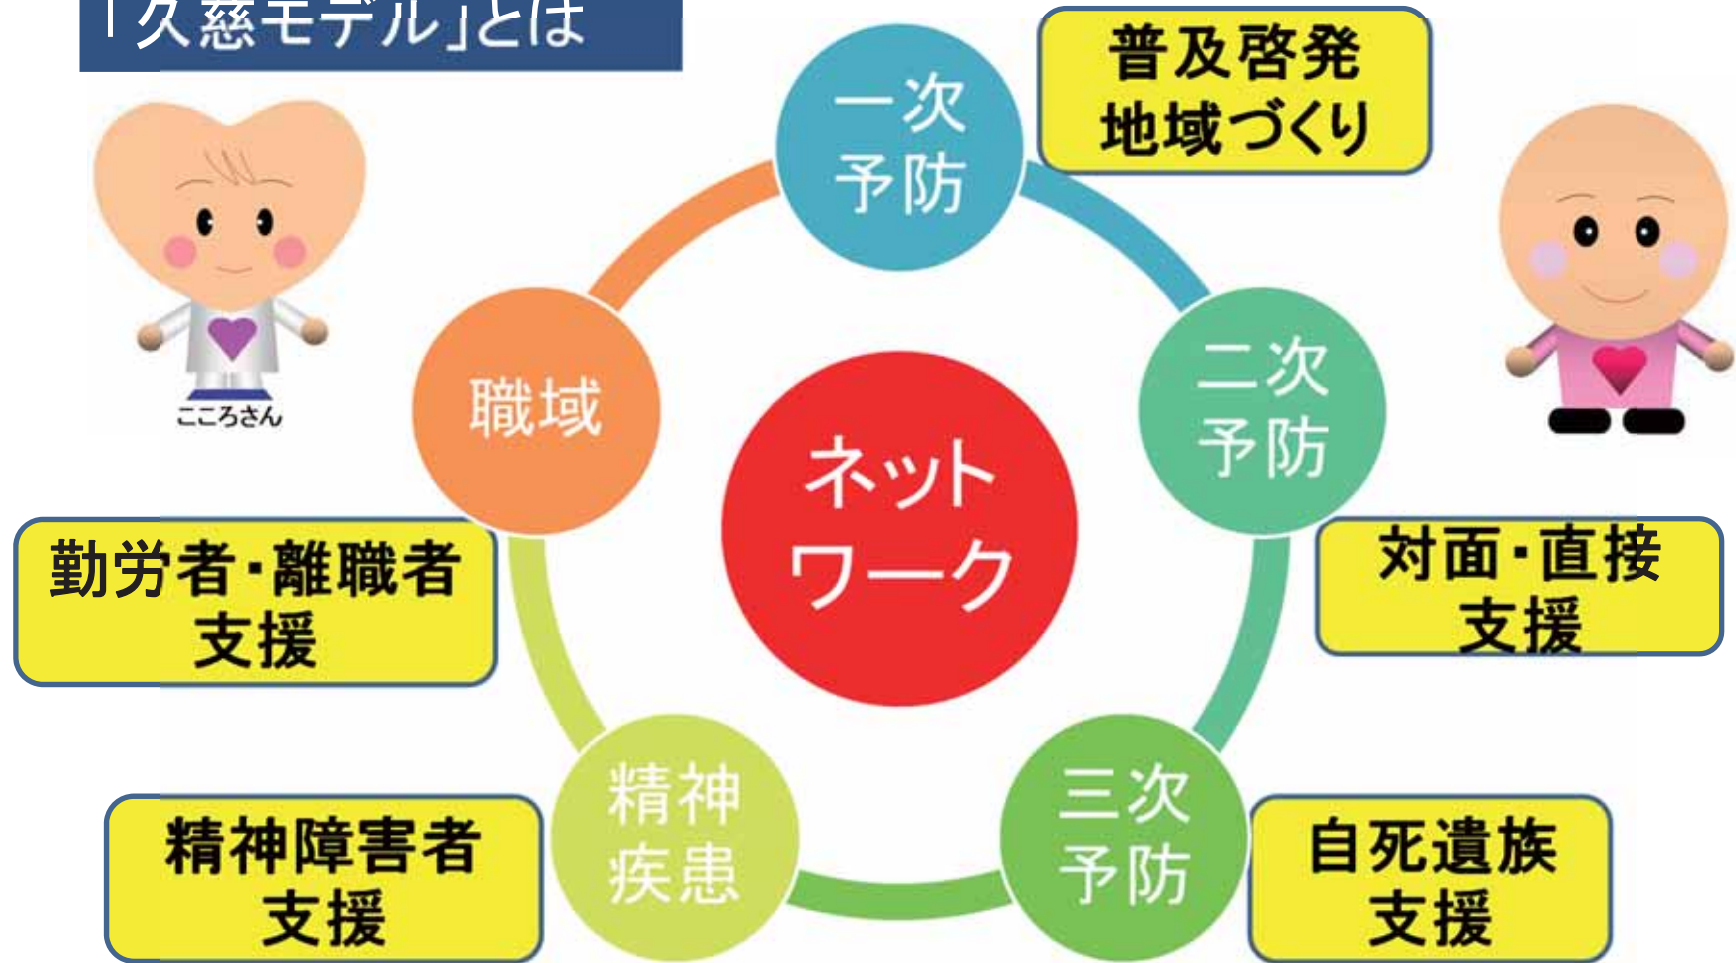 「久慈モデル」とは
一次
予防
普及啓発
地域づくり
こころさん
職域
二次
予防
ネット
ワーク
勤労者・離職者
支援
対面・直接
支援
精神
疾患
三次
予防
精神障害者
支援
自死遺族
支援